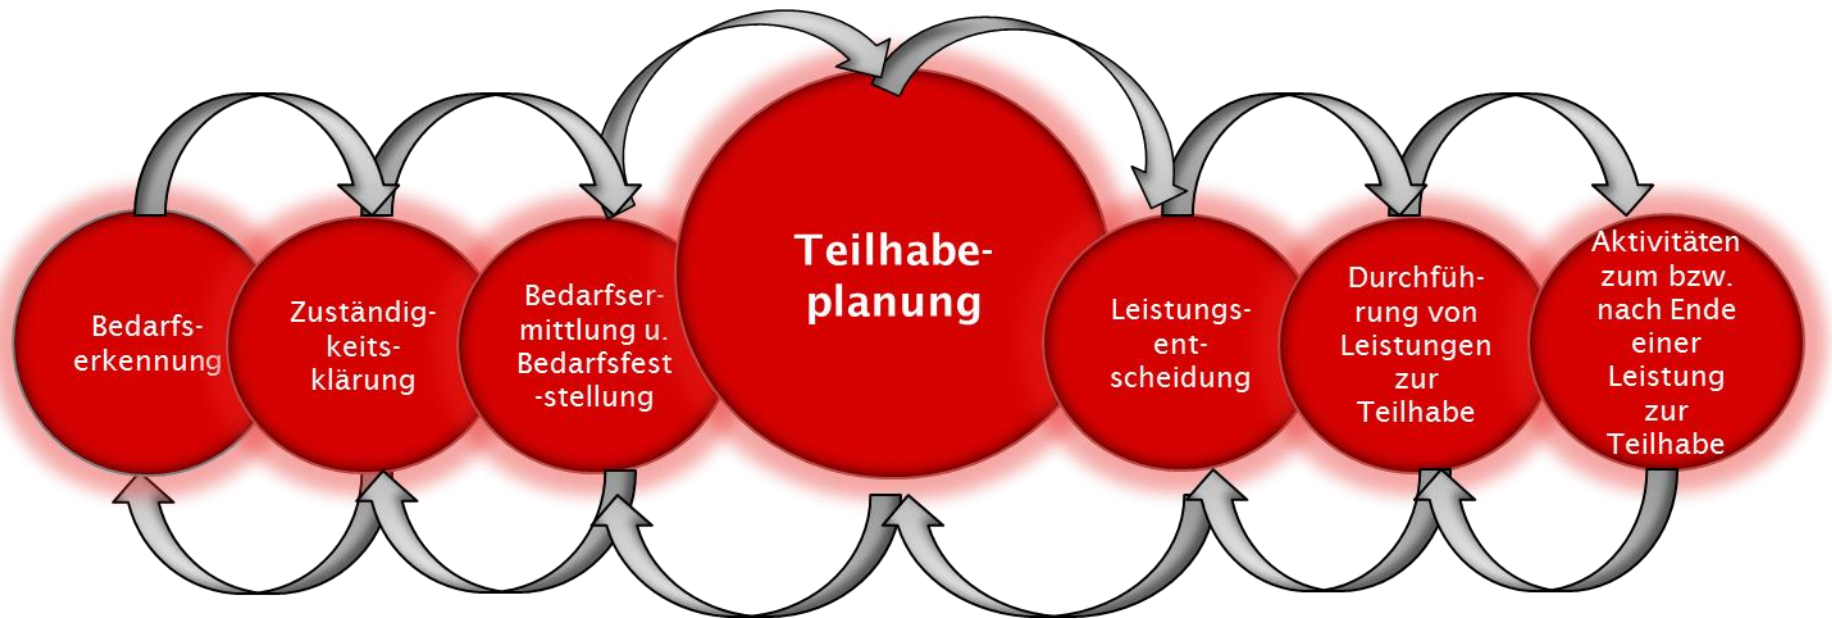 Bedarfs-
erkennung
Zuständig-
keits-
klärung
Bedarfser-
mittlung u.
Bedarfsfest
-stellung
Teilhabe-
planung
Leistungs-
ent-
scheidung
Durchfüh-
rung von
Leistungen
zur
Teilhabe
Aktivitäten
zum bzw.
nach Ende
einer
Leistung
zur
Teilhabe